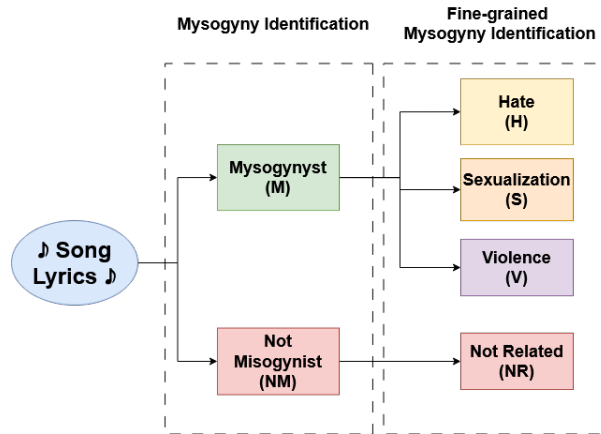 Mysogyny Identification
Fine-grained
Mysogyny Identification
♪ Song
Lyrics ♪
Mysogynyst
(M)
Not
Misogynist
(NM)
Hate
(H)
Sexualization
(S)
Violence
(V)
Not Related
(NR)